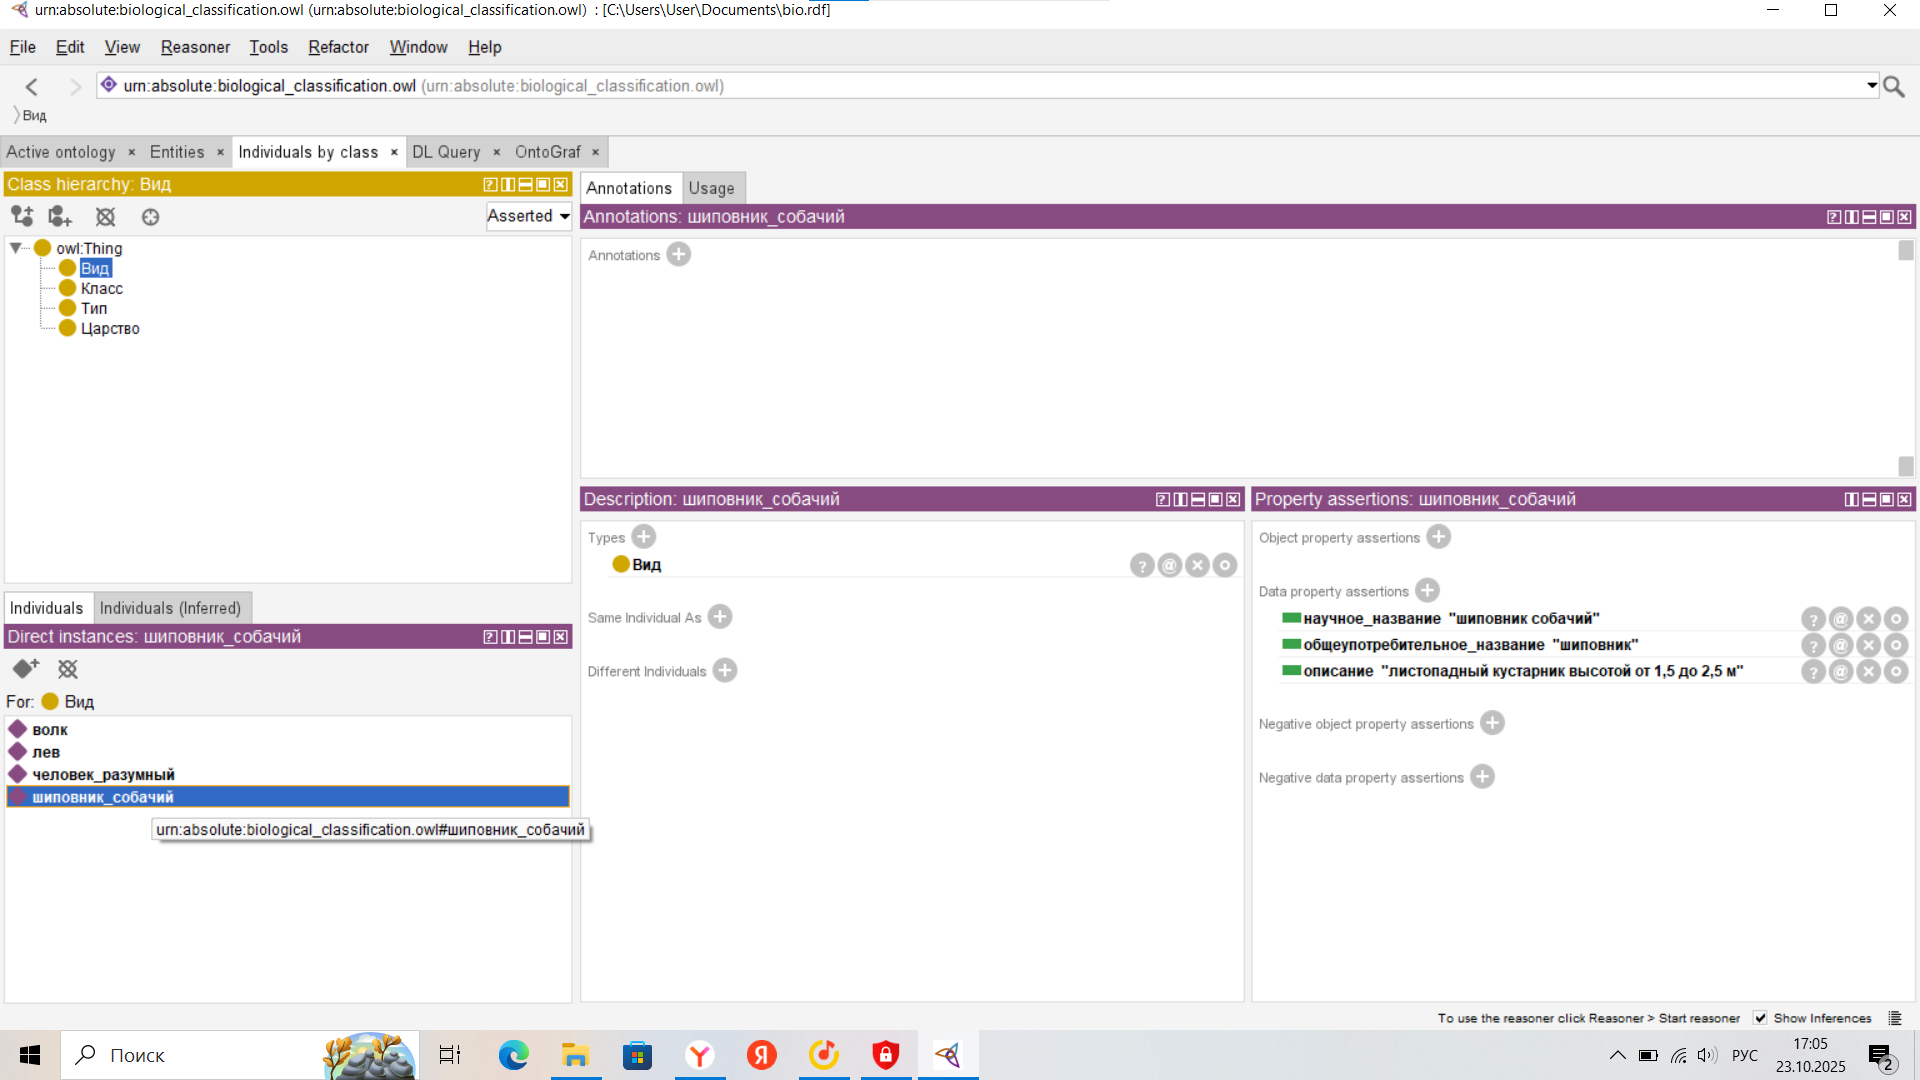 urn:absolute:biological_classification.owl (urn:absolute:biological_classification.owl) : [C:\Users\User\Documents\bio.rdf]
File Edit View Reasoner Tools Refactor Window Help
urn:absolute:biological_classification.owl (urn:absolute:biological_classification.owl)
Вид
Active ontology × Entities × Individuals by class × DL Query × OntoGraf ×
Class hierarchy: Вид
Asserted
owl:Thing
Вид
Класс
Тип
Царство
Annotations Usage
Annotations: шиповник_собачий
Annotations
Individuals Individuals (Inferred)
Direct instances: шиповник_собачий
For: Вид
волк
лев
человек_разумный
шиповник_собачий
urn:absolute:biological_classification.owl#шиповник_собачий
Description: шиповник_собачий
Types
Вид
Same Individual As
Different Individuals
Property assertions: шиповник_собачий
Object property assertions
Data property assertions
научное_название "шиповник собачий"
общеупотребительное_название "шиповник"
описание "листопадный кустарник высотой от 1,5 до 2,5 м"
Negative object property assertions
Negative data property assertions
To use the reasoner click Reasoner > Start reasoner Show Inferences
Поиск
РУС
17:05
23.10.2025
2